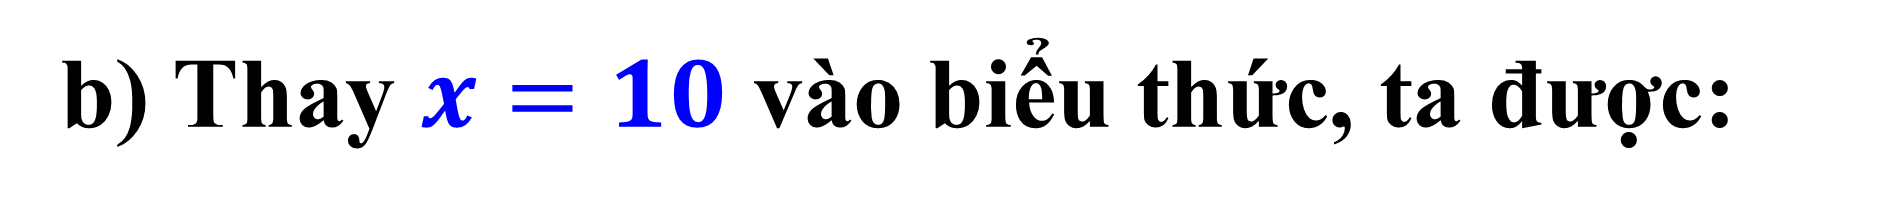 b) Thay x = 10 vào biểu thức, ta được: